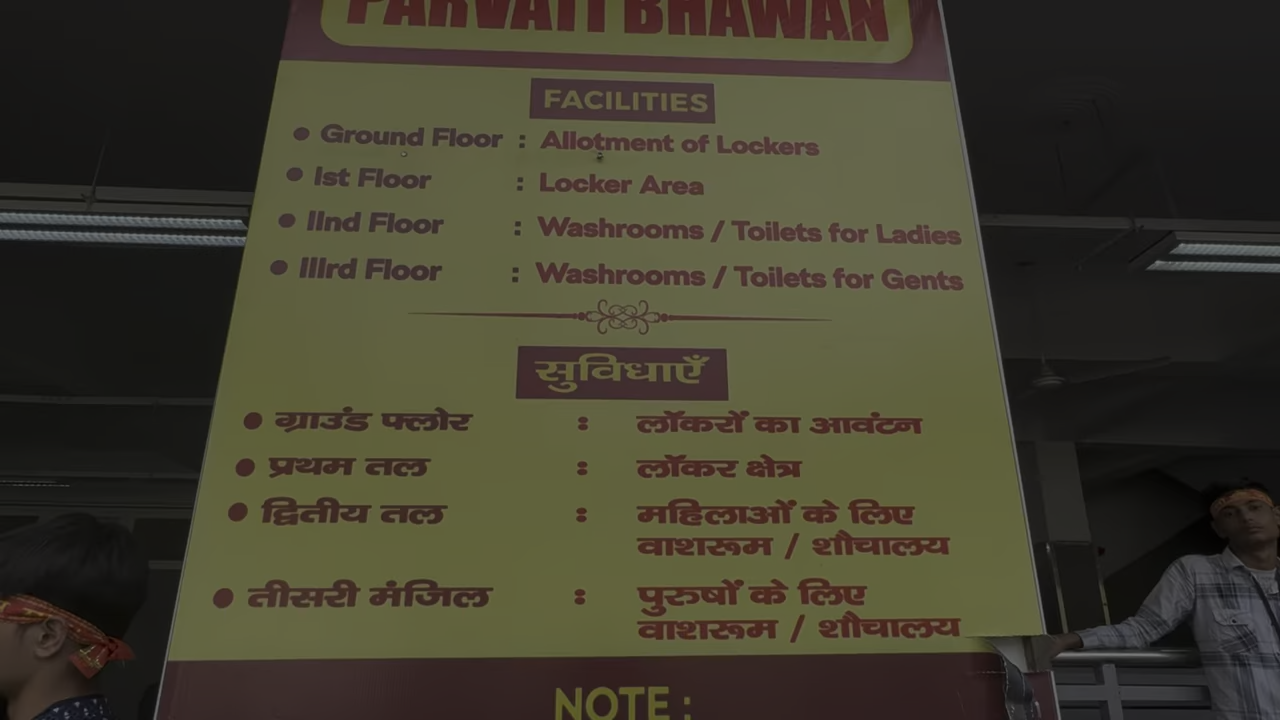 PARVATI BHAWAN
FACILITIES
● Ground Floor : Allotment of Lockers
● Ist Floor : Locker Area
● IInd Floor : Washrooms / Toilets for Ladies
● IIIrd Floor : Washrooms / Toilets for Gents
सुविधाएँ
● ग्राउंड फ्लोर : लॉकरों का आवंटन
● प्रथम तल : लॉकर क्षेत्र
● द्वितीय तल : महिलाओं के लिए
वाशरूम / शौचालय
● तीसरी मंजिल : पुरुषों के लिए
वाशरूम / शौचालय
NOTE :